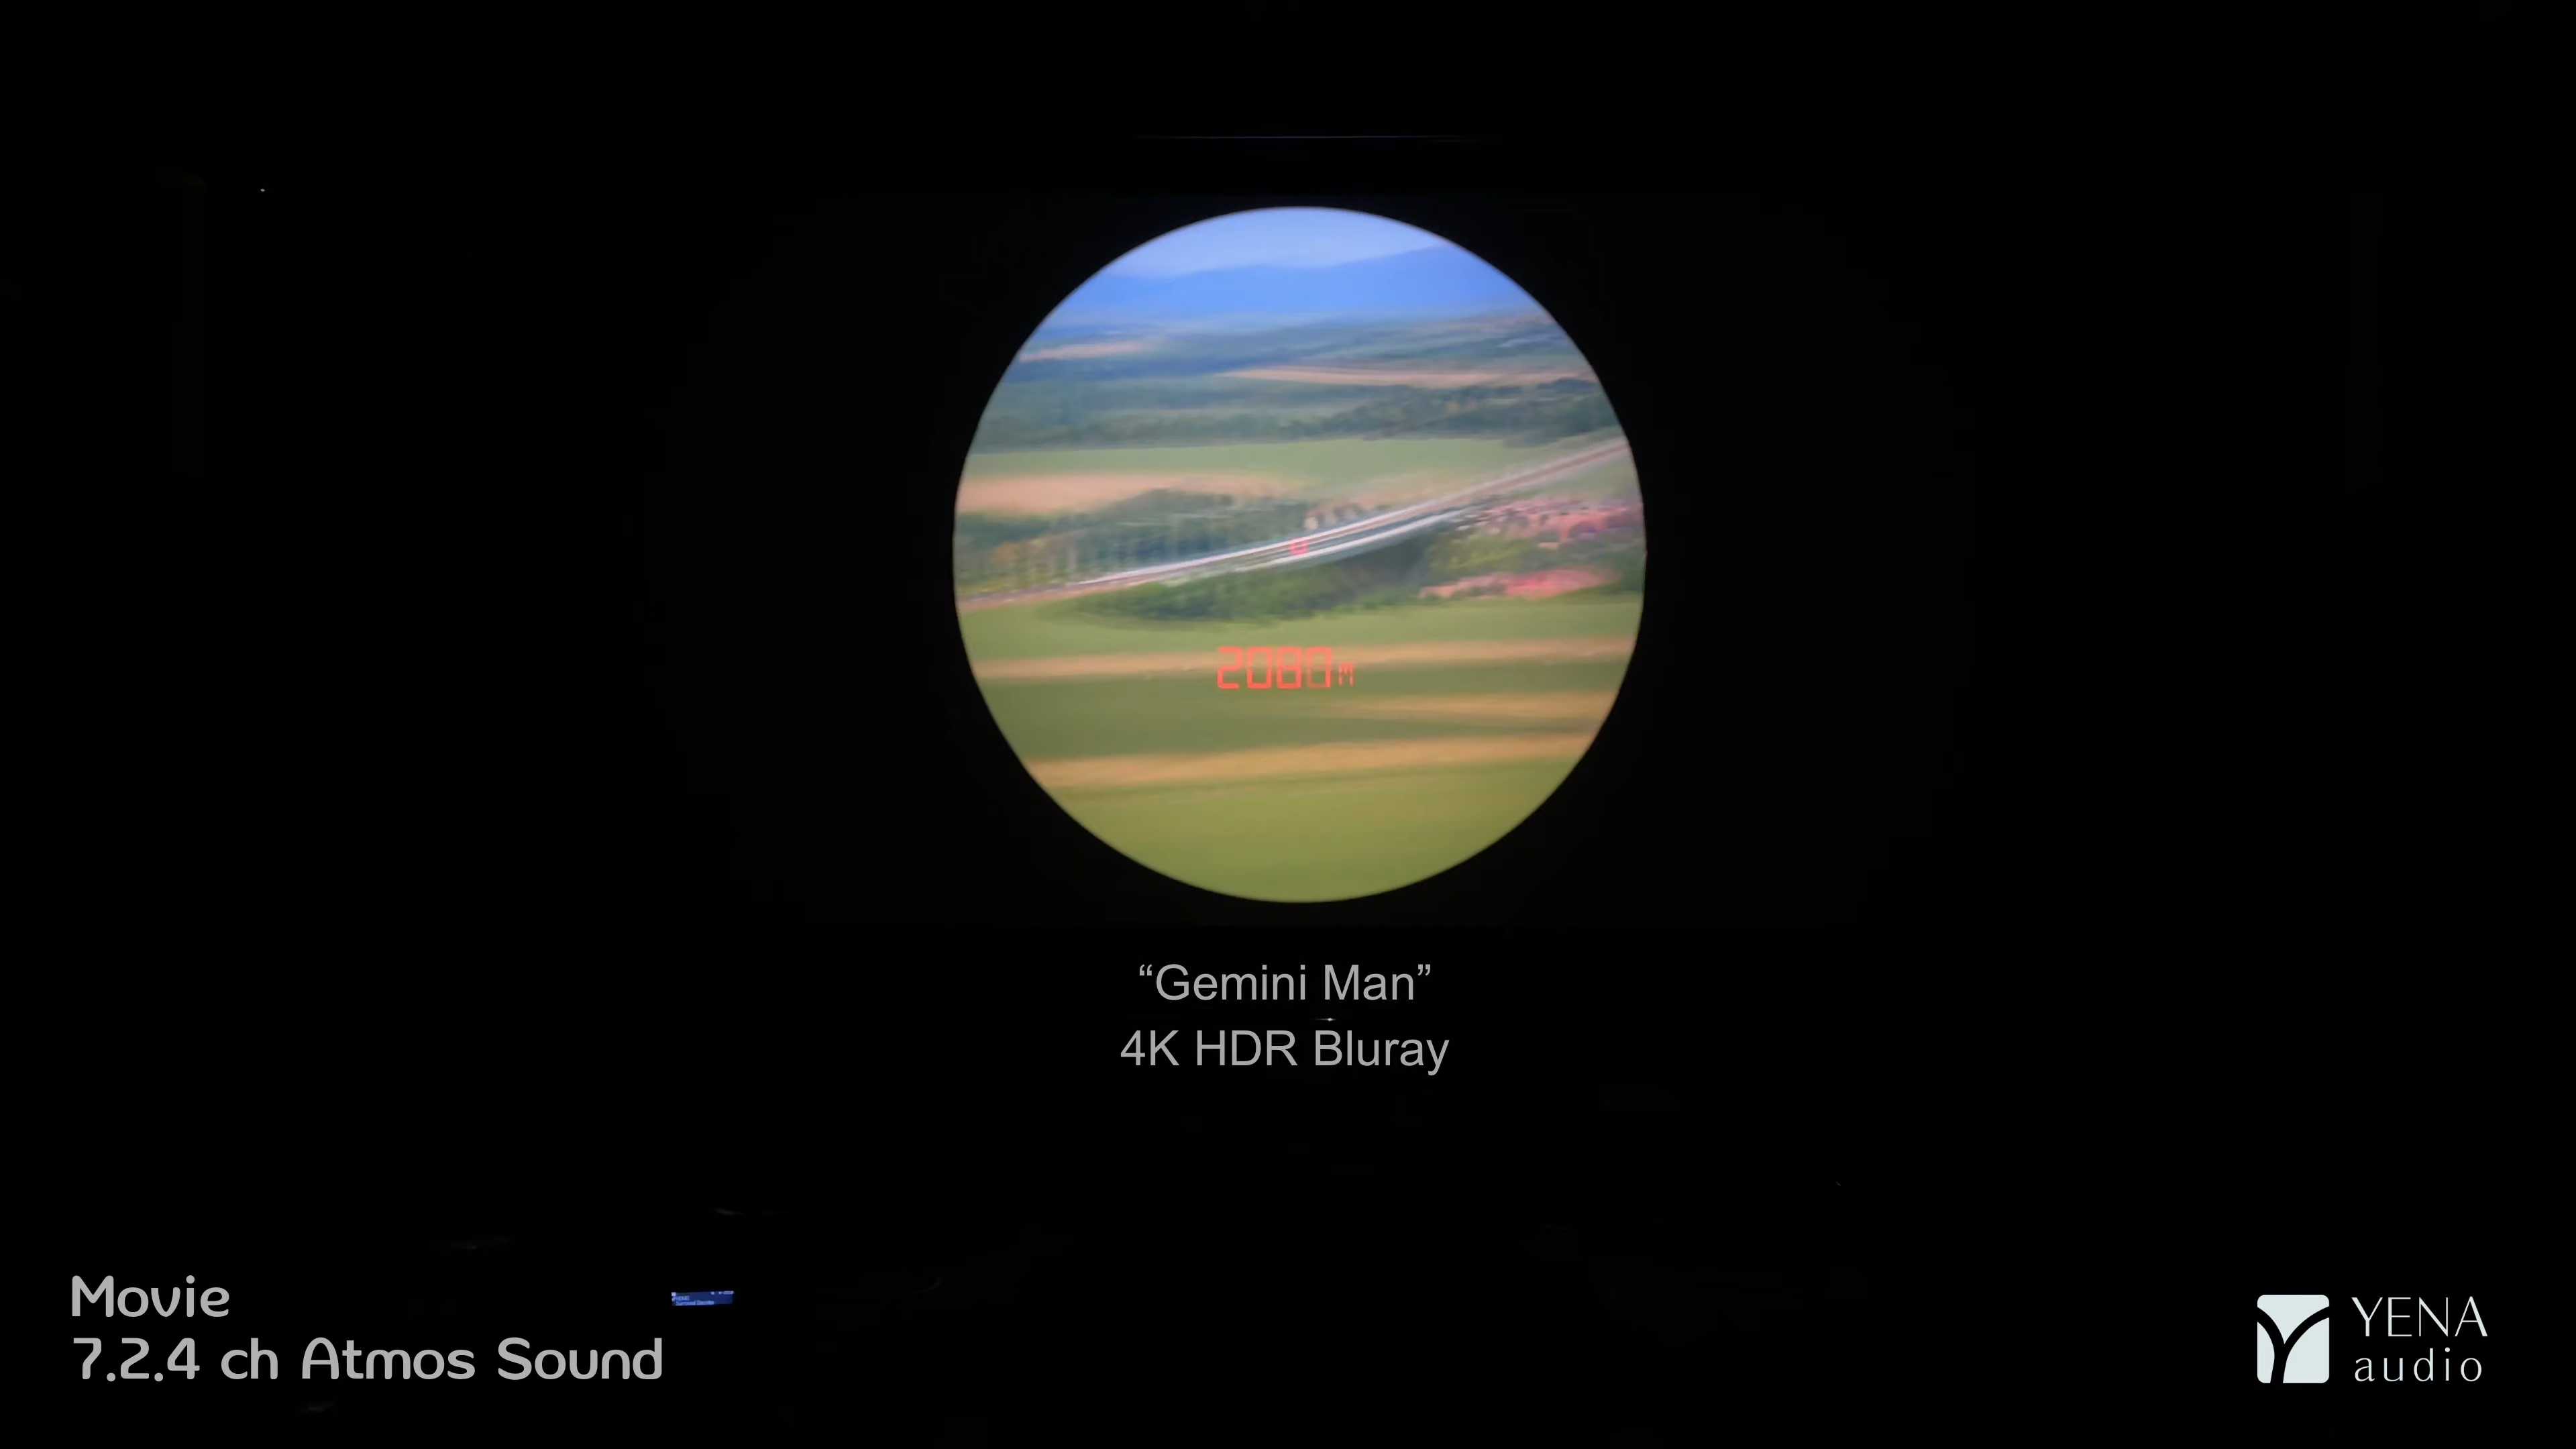 2080m
“Gemini Man”
4K HDR Bluray
Movie
7.2.4 ch Atmos Sound
YENA
audio